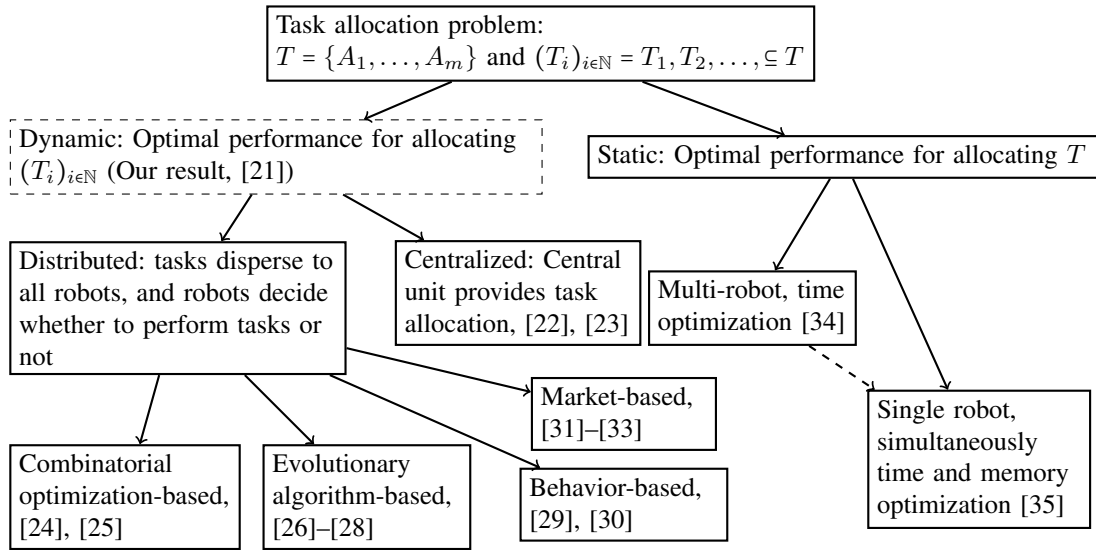 Task allocation problem:
T = {A₁, . . . , Aₘ} and (Tᵢ)ᵢ∈ℕ = T₁, T₂, . . . , ⊆ T
Dynamic: Optimal performance for allocating
(Tᵢ)ᵢ∈ℕ (Our result, [21])
Static: Optimal performance for allocating T
Distributed: tasks disperse to
all robots, and robots decide
whether to perform tasks or
not
Centralized: Central
unit provides task
allocation, [22], [23]
Multi-robot, time
optimization [34]
Market-based,
[31]–[33]
Single robot,
simultaneously
time and memory
optimization [35]
Combinatorial
optimization-based,
[24], [25]
Evolutionary
algorithm-based,
[26]–[28]
Behavior-based,
[29], [30]